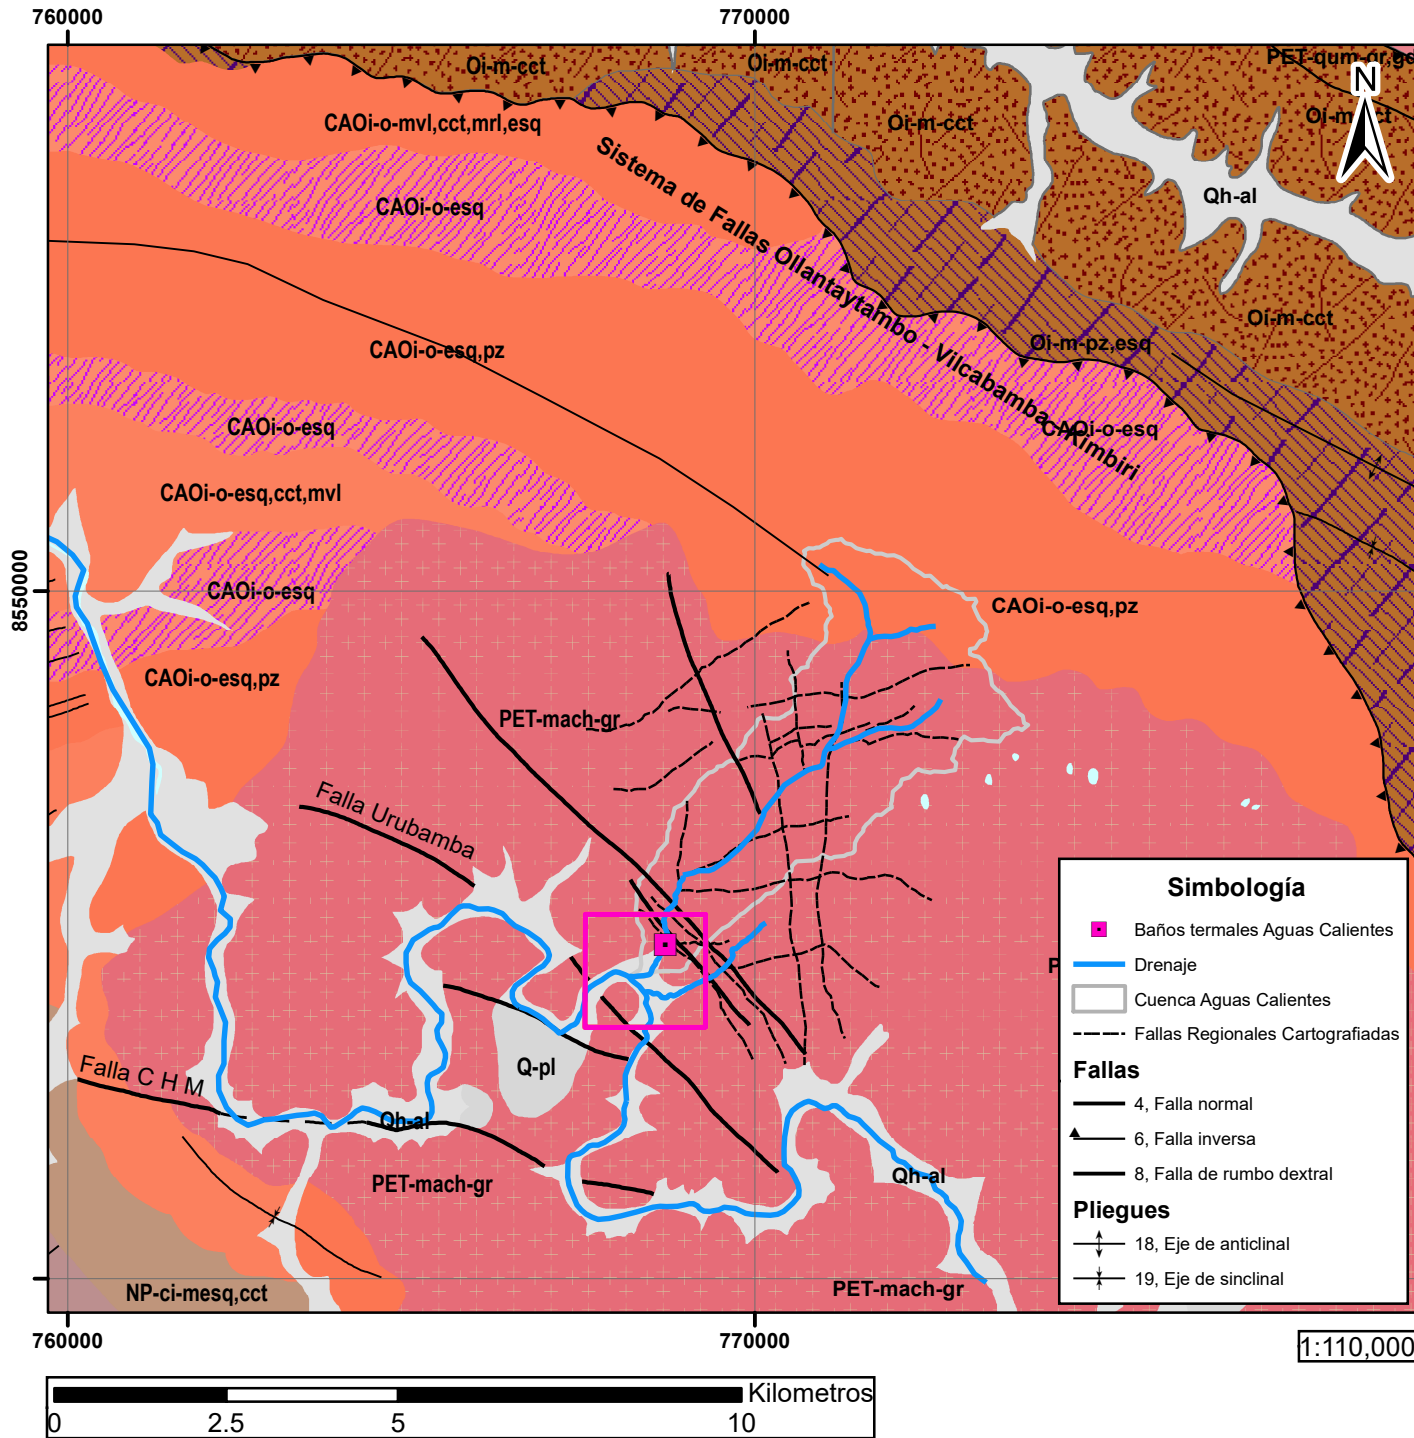 760000
770000
Oi-m-cct
Oi-m-cct
PET-qum-gr,gd
N
CAOi-o-mvl,cct,mrl,esq
Oi-m-cct
Oi-m-cct
Sistema de Fallas Ollantaytambo - Vilcabamba - Kimbiri
Qh-al
CAOi-o-esq
Oi-m-cct
CAOi-o-esq,pz
Oi-m-pz,esq
CAOi-o-esq
CAOi-o-esq
CAOi-o-esq,cct,mvl
8550000
CAOi-o-esq
CAOi-o-esq,pz
CAOi-o-esq,pz
PET-mach-gr
Falla Urubamba
Q-pl
Falla C H M
Qh-al
PET-mach-gr
Qh-al
PET-mach-gr
NP-ci-mesq,cct
Simbología
Baños termales Aguas Calientes
Drenaje
Cuenca Aguas Calientes
Fallas Regionales Cartografiadas
Fallas
4, Falla normal
6, Falla inversa
8, Falla de rumbo dextral
Pliegues
18, Eje de anticlinal
19, Eje de sinclinal
760000
770000
1:110,000
Kilometros
0
2.5
5
10